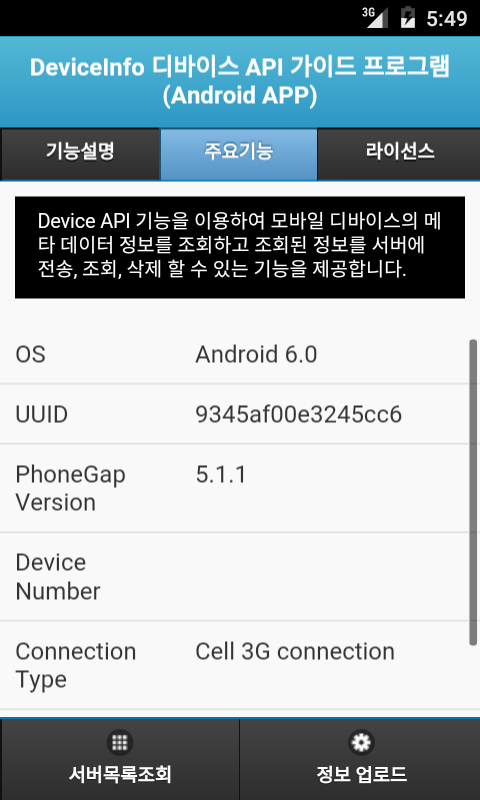 3G 5:49
DeviceInfo 디바이스 API 가이드 프로그램
(Android APP)
기능설명 주요기능 라이선스
Device API 기능을 이용하여 모바일 디바이스의 메
타 데이터 정보를 조회하고 조회된 정보를 서버에
전송, 조회, 삭제 할 수 있는 기능을 제공합니다.
OS Android 6.0
UUID 9345af00e3245cc6
PhoneGap 5.1.1
Version
Device
Number
Connection Cell 3G connection
Type
서버목록조회 정보 업로드